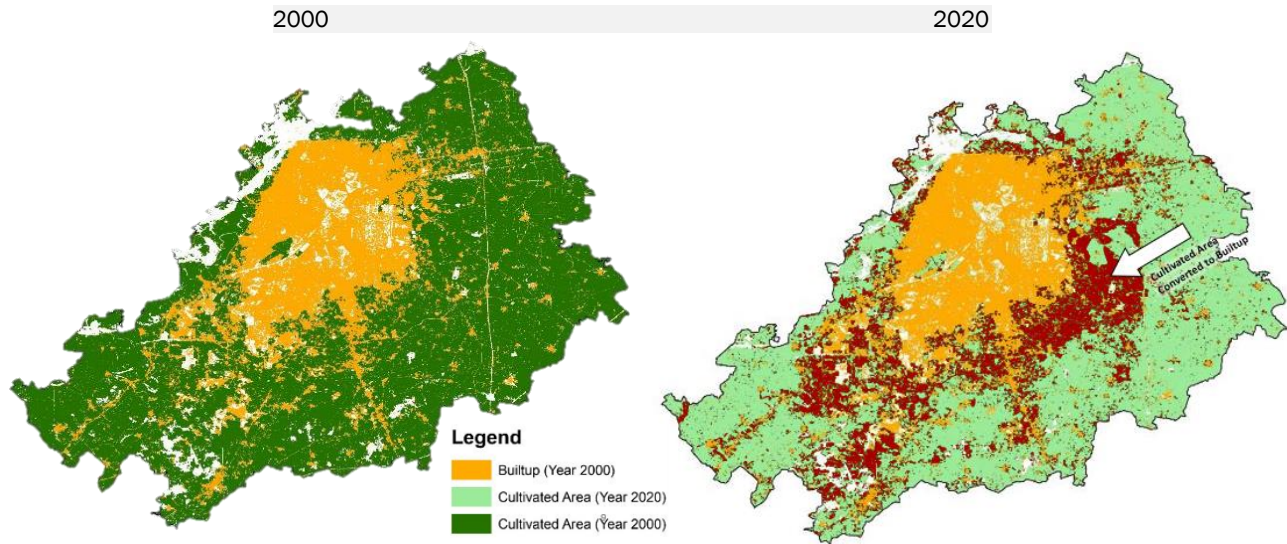 2000
2020
Cultivated Area
Converted to Builtup
Legend
Builtup (Year 2000)
Cultivated Area (Year 2020)
Cultivated Area (Year 2000)